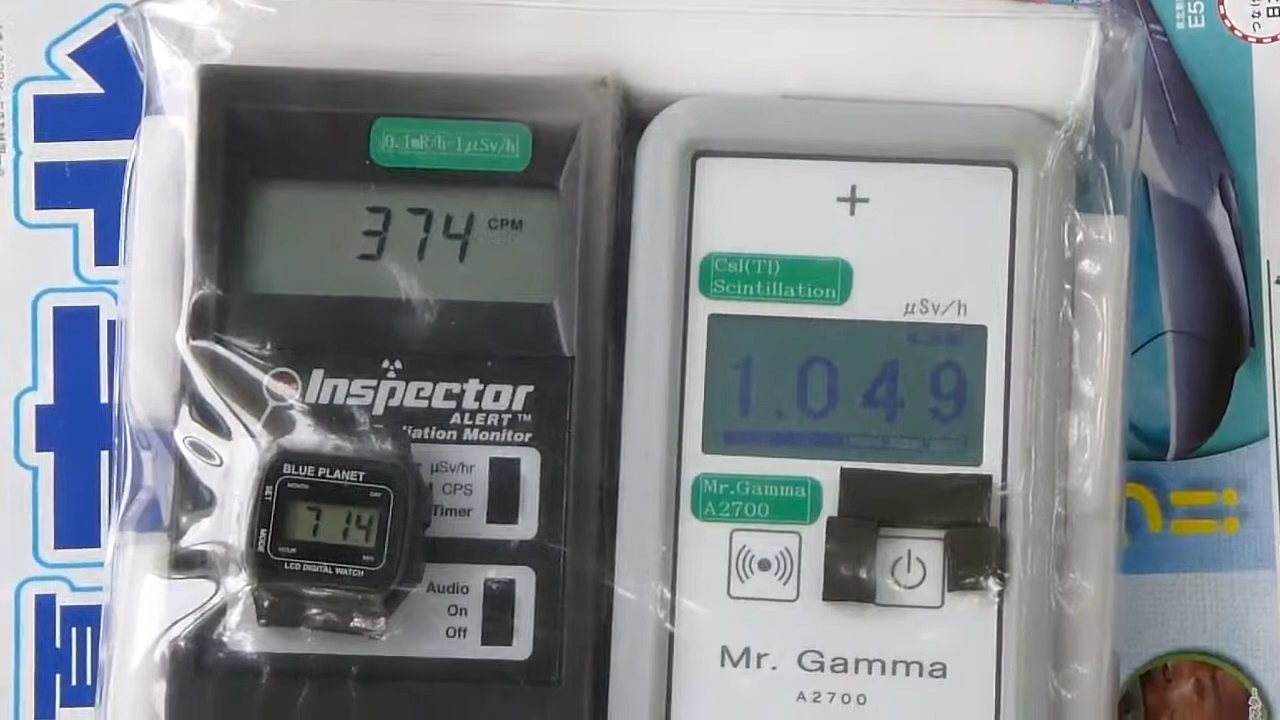 0.1mR/h=1μSv/h
374 CPM
Inspector
ALERT™
iation Monitor
μSv/hr
CPS
Timer
Audio
On
Off
BLUE PLANET
MONTH
DAY
SET
MODE
7 14
HOUR
LCD DIGITAL WATCH
+
CsI(Tl)
Scintillation
μSv/h
1.049
Mr.Gamma
A2700
Mr. Gamma
A2700
E5